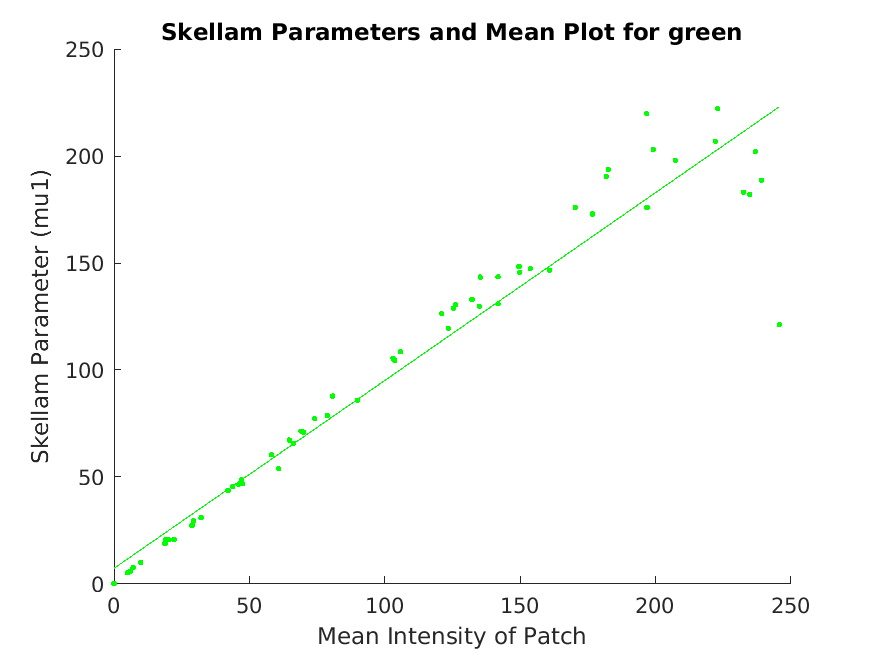 Skellam Parameters and Mean Plot for green
250
200
150
100
50
0
Skellam Parameter (mu1)
0 50 100 150 200 250
Mean Intensity of Patch